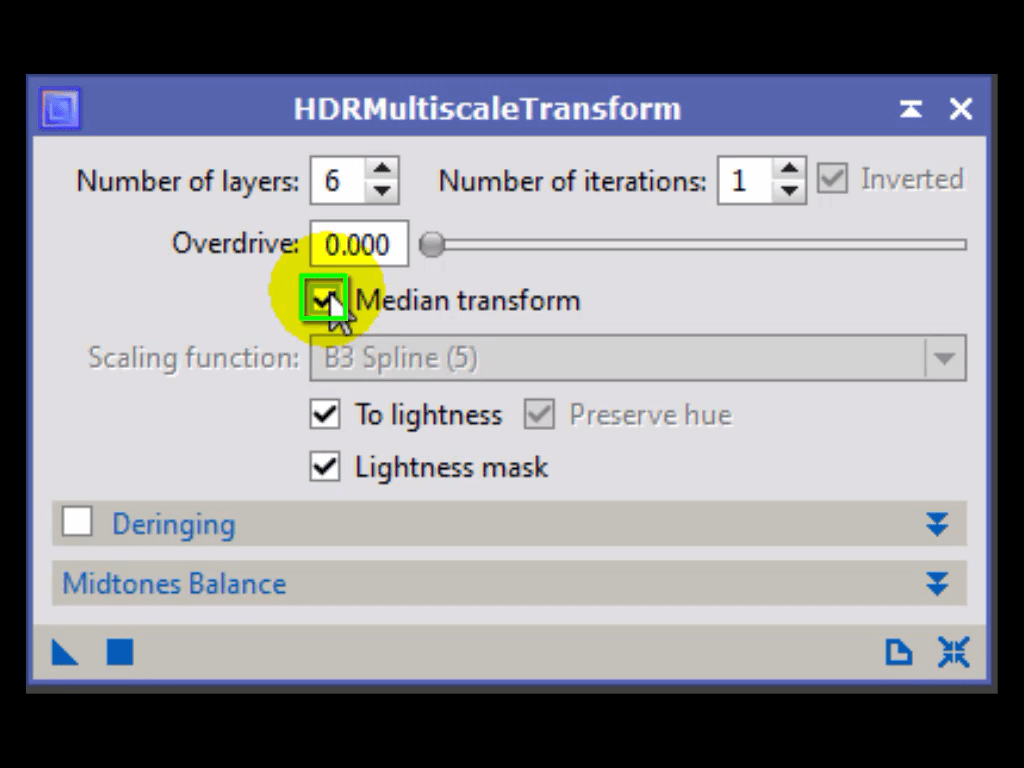 HDRMultiscaleTransform
Number of layers: 6 Number of iterations: 1 Inverted
Overdrive: 0.000
Median transform
Scaling function: B3 Spline (5)
To lightness Preserve hue
Lightness mask
Deringing
Midtones Balance